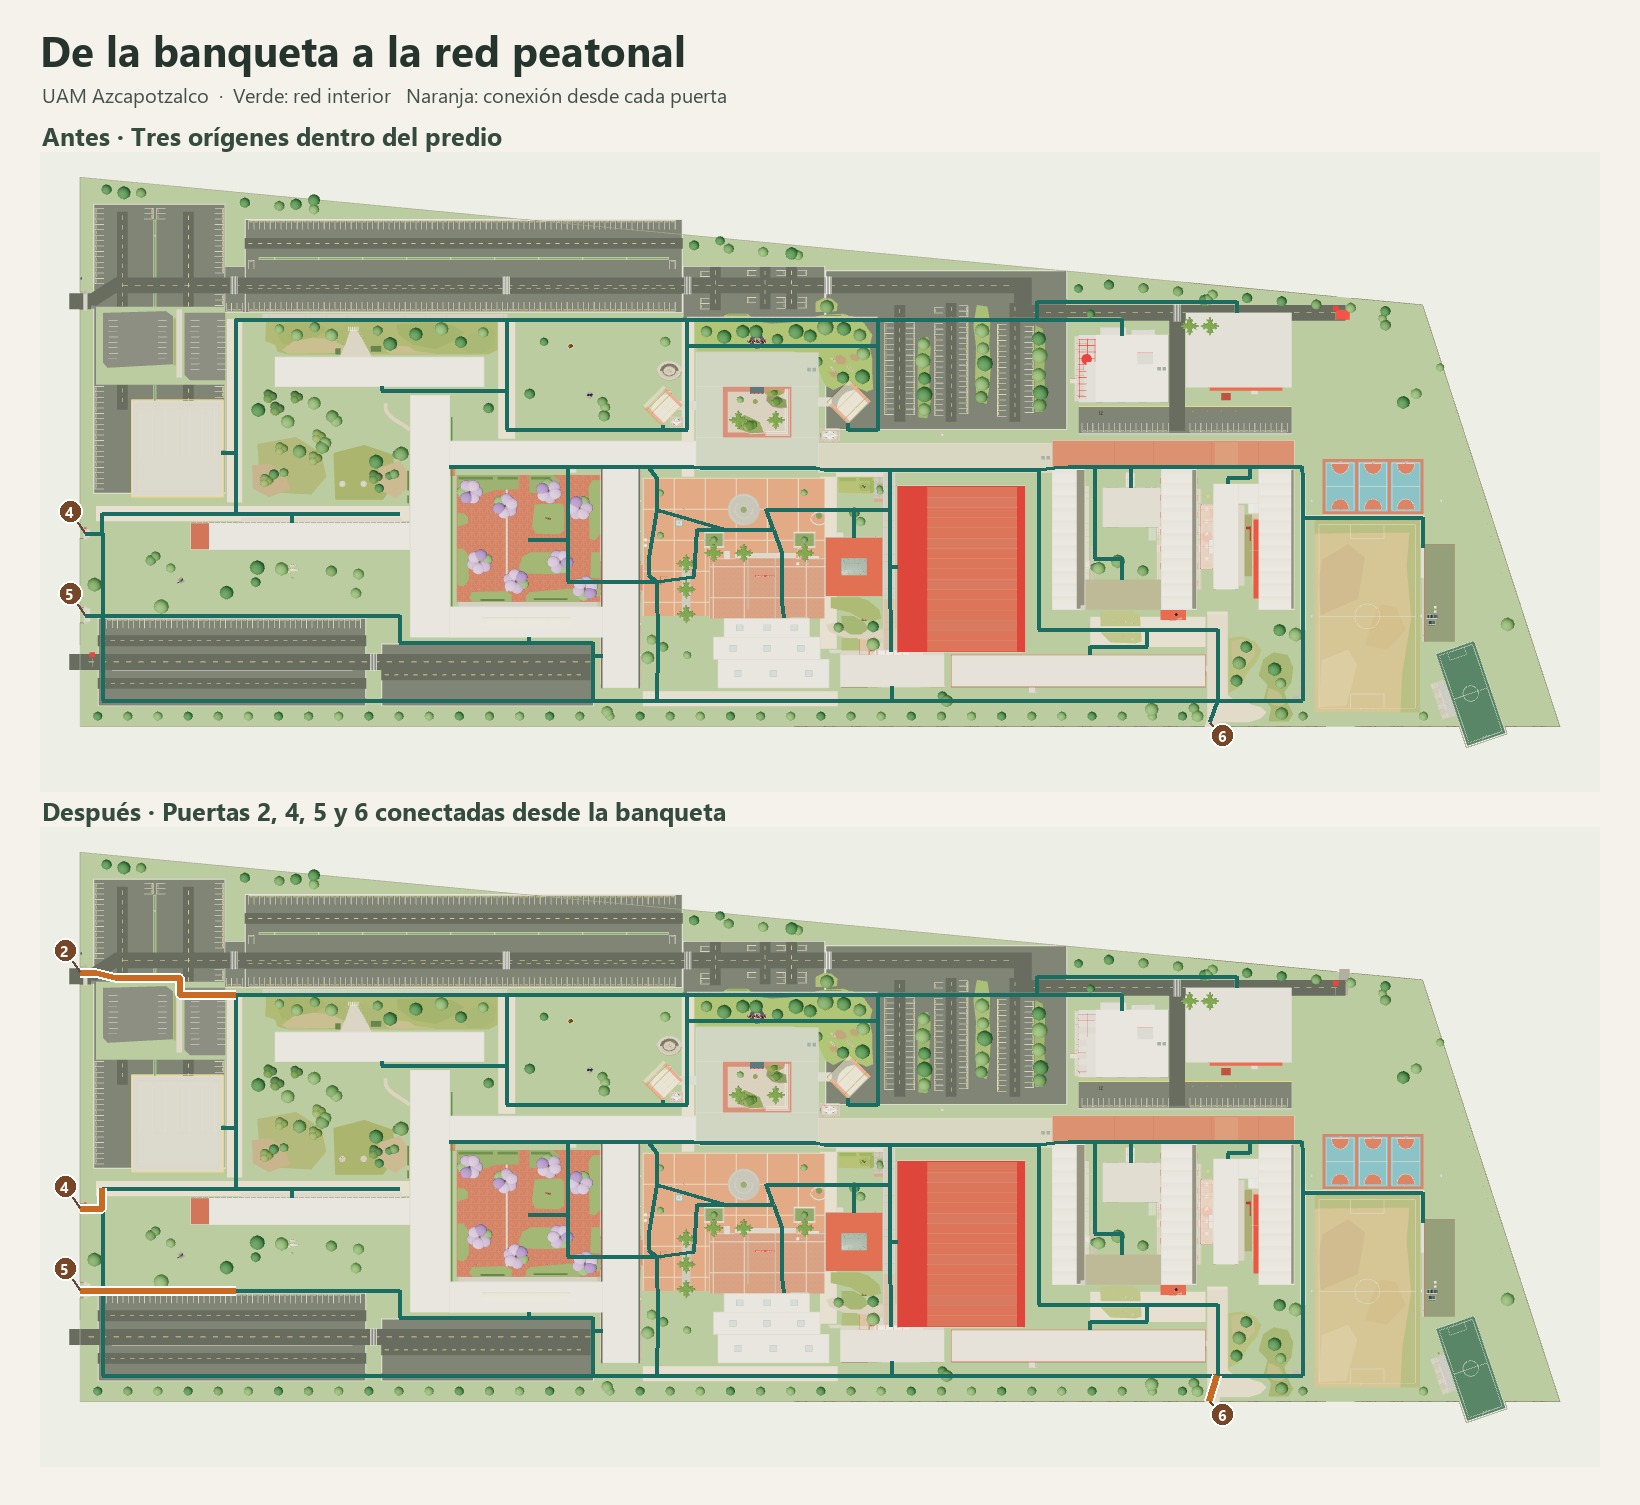 De la banqueta a la red peatonal
UAM Azcapotzalco · Verde: red interior Naranja: conexión desde cada puerta
Antes · Tres orígenes dentro del predio
4
5
6
Después · Puertas 2, 4, 5 y 6 conectadas desde la banqueta
2
4
5
6